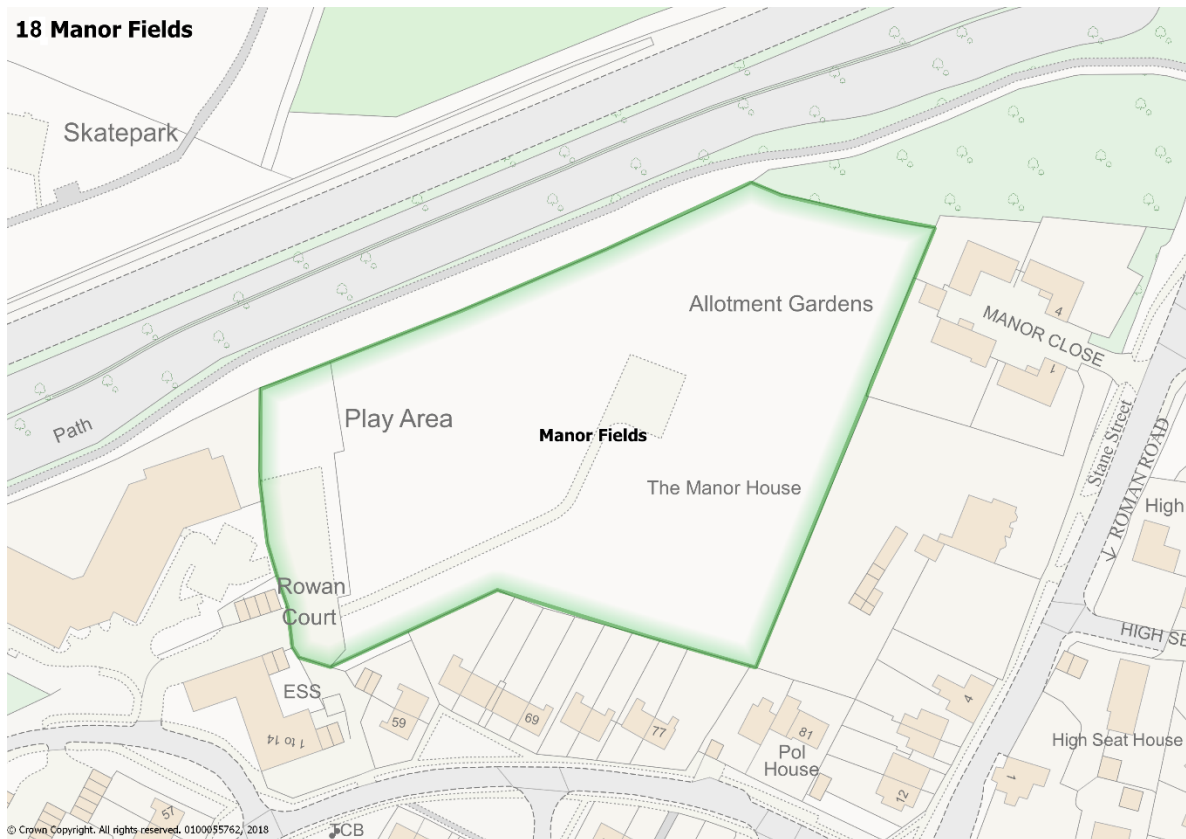 18 Manor Fields
Skatepark
Allotment Gardens
4
MANOR CLOSE
1
Play Area
Path
Manor Fields
Stane Street
ROMAN ROAD
The Manor House
High
Rowan
Court
HIGH SE
ESS
59
69
77
81
4
1 to 14
Pol
House
High Seat House
12
1
57
TCB
© Crown Copyright. All rights reserved. 0100055762, 2018